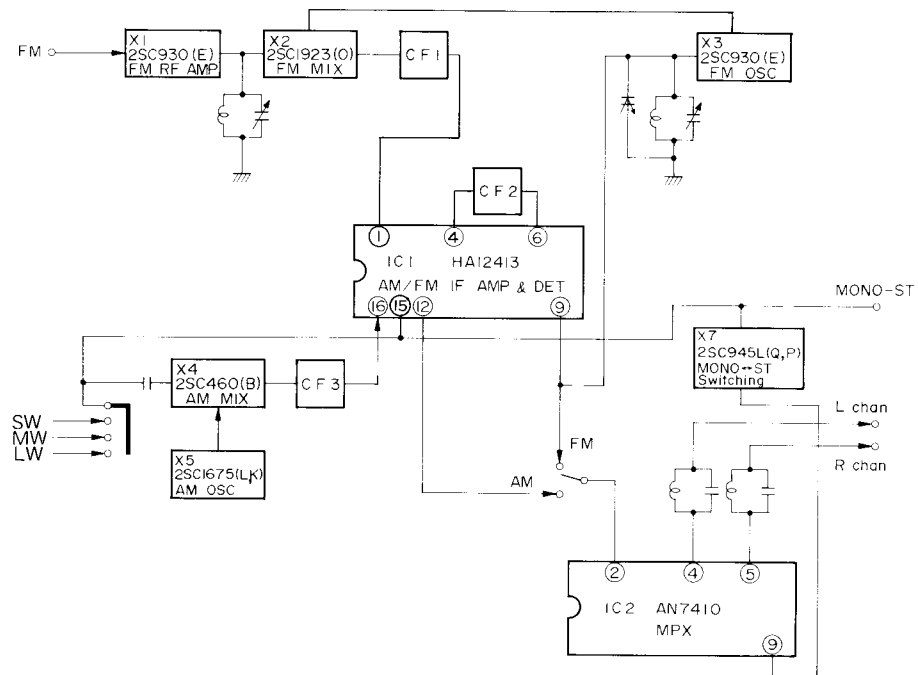 FM
X1
2SC930(E)
FM RF AMP
X2
2SC1923(O)
FM MIX
CF1
X3
2SC930(E)
FM OSC
CF2
1
4
6
IC1 HA12413
AM/FM IF AMP & DET
16
15
12
9
MONO-ST
X7
2SC945L(Q,P)
MONO↔ST
Switching
X4
2SC460(B)
AM MIX
CF3
L chan
SW
MW
LW
X5
2SC1675(L,K)
AM OSC
FM
R chan
AM
2
4
5
IC2 AN7410
MPX
9